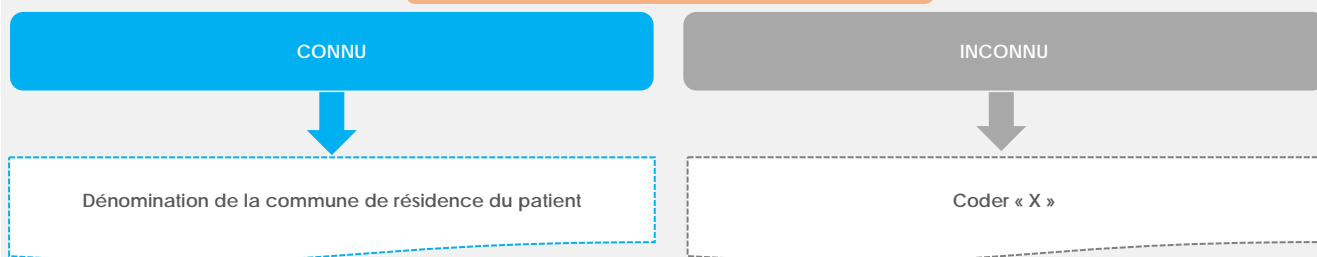 CONNU
INCONNU
Dénomination de la commune de résidence du patient
Coder « X »